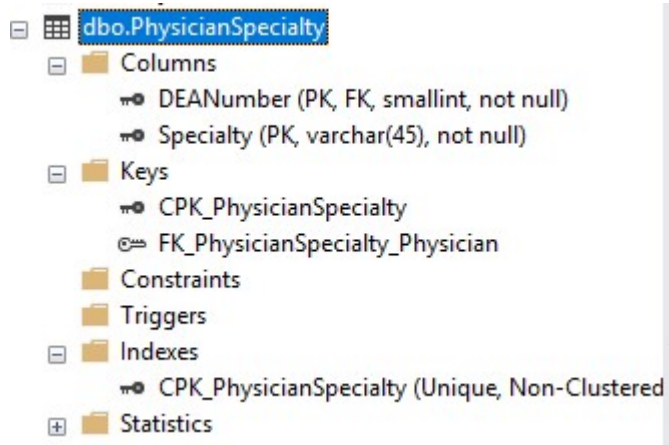 dbo.PhysicianSpecialty
Columns
DEANumber (PK, FK, smallint, not null)
Specialty (PK, varchar(45), not null)
Keys
CPK_PhysicianSpecialty
FK_PhysicianSpecialty_Physician
Constraints
Triggers
Indexes
CPK_PhysicianSpecialty (Unique, Non-Clustered
Statistics